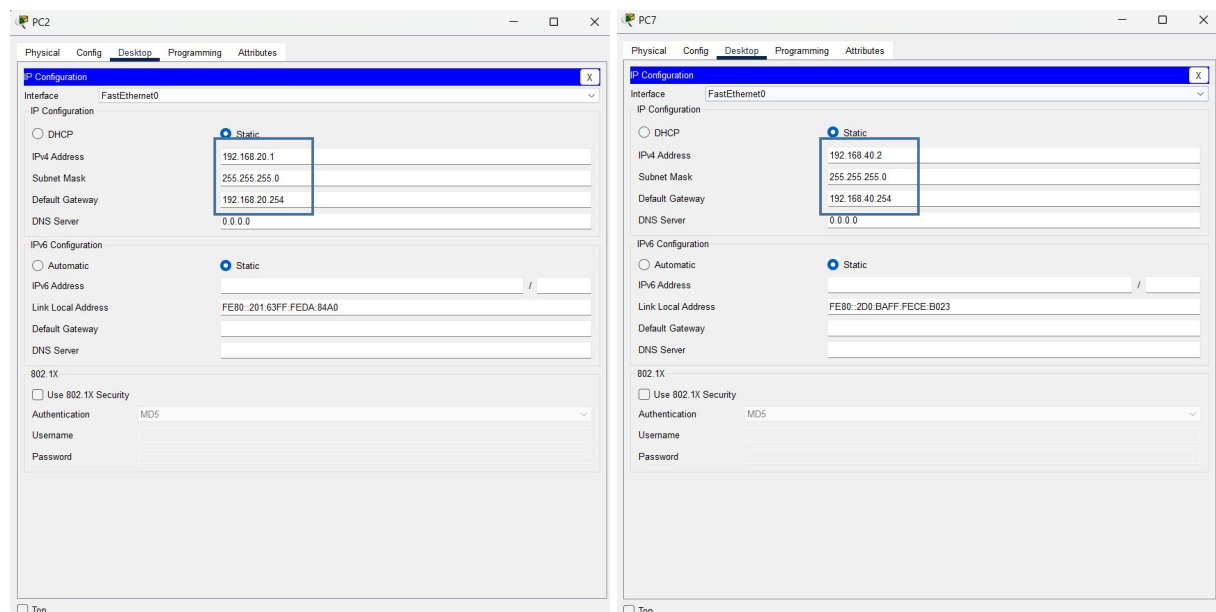 PC2
Physical Config Desktop Programming Attributes
IP Configuration X
Interface FastEthernet0
IP Configuration
DHCP Static
IPv4 Address 192.168.20.1
Subnet Mask 255.255.255.0
Default Gateway 192.168.20.254
DNS Server 0.0.0.0
IPv6 Configuration
Automatic Static
IPv6 Address /
Link Local Address FE80::201:63FF:FEDA:84A0
Default Gateway
DNS Server
802.1X
Use 802.1X Security
Authentication MD5
Username
Password
Top
PC7
Physical Config Desktop Programming Attributes
IP Configuration X
Interface FastEthernet0
IP Configuration
DHCP Static
IPv4 Address 192.168.40.2
Subnet Mask 255.255.255.0
Default Gateway 192.168.40.254
DNS Server 0.0.0.0
IPv6 Configuration
Automatic Static
IPv6 Address /
Link Local Address FE80::2D0:BAFF:FECE:B023
Default Gateway
DNS Server
802.1X
Use 802.1X Security
Authentication MD5
Username
Password
Top